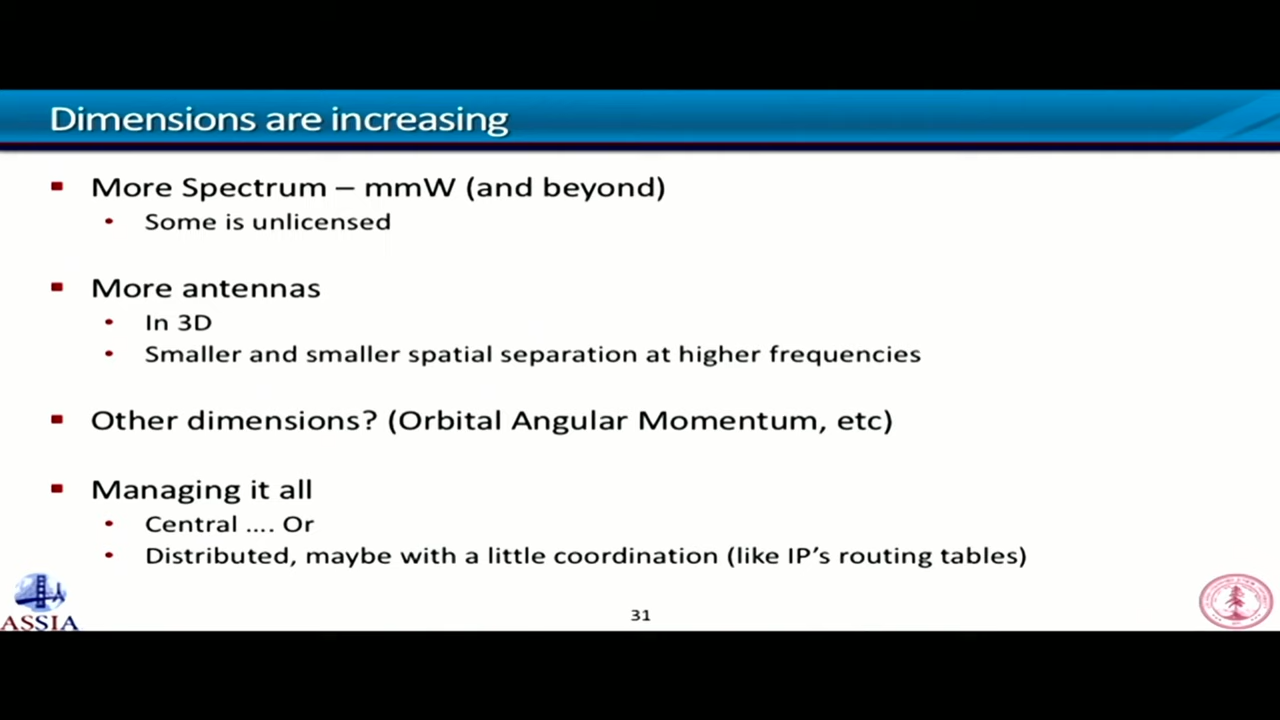 Dimensions are increasing
More Spectrum – mmW (and beyond)
Some is unlicensed
More antennas
In 3D
Smaller and smaller spatial separation at higher frequencies
Other dimensions? (Orbital Angular Momentum, etc)
Managing it all
Central .... Or
Distributed, maybe with a little coordination (like IP’s routing tables)
ASSIA
31